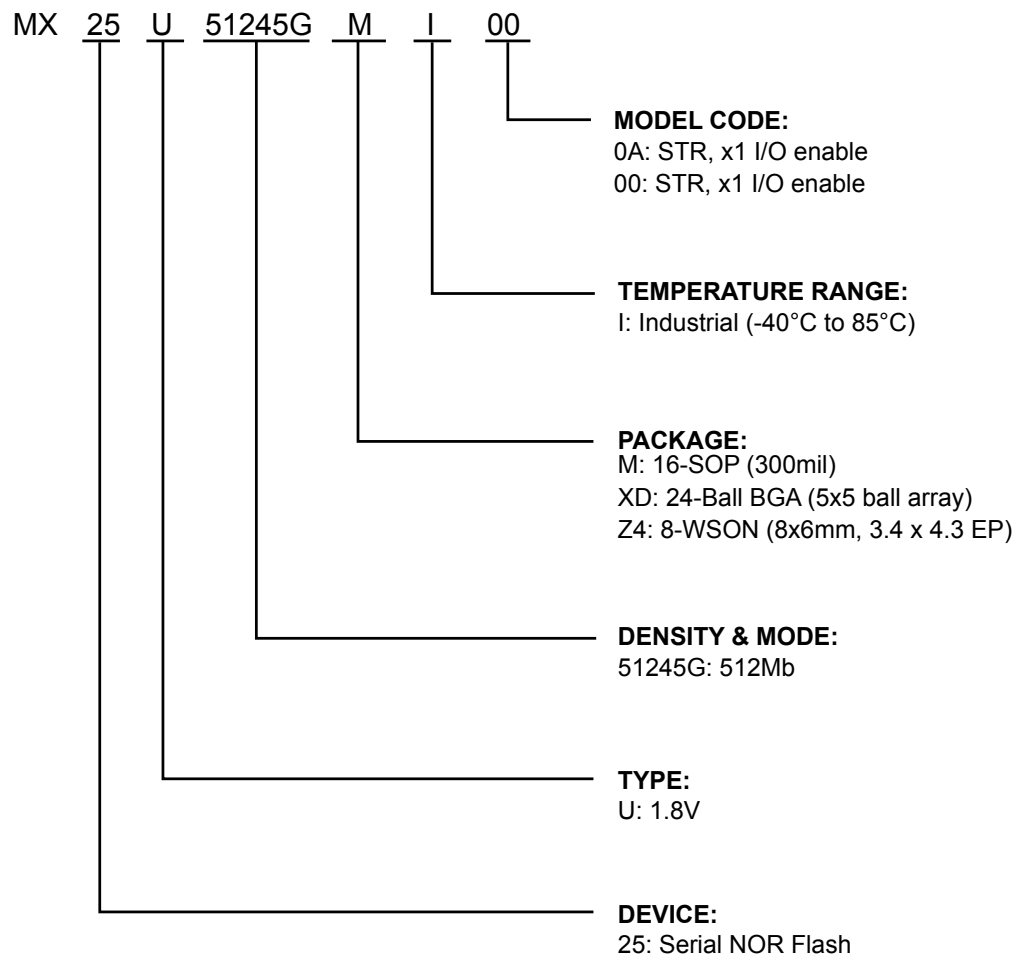 MX 25 U 51245G M I 00
MODEL CODE:
0A: STR, x1 I/O enable
00: STR, x1 I/O enable
TEMPERATURE RANGE:
I: Industrial (-40°C to 85°C)
PACKAGE:
M: 16-SOP (300mil)
XD: 24-Ball BGA (5x5 ball array)
Z4: 8-WSON (8x6mm, 3.4 x 4.3 EP)
DENSITY & MODE:
51245G: 512Mb
TYPE:
U: 1.8V
DEVICE:
25: Serial NOR Flash